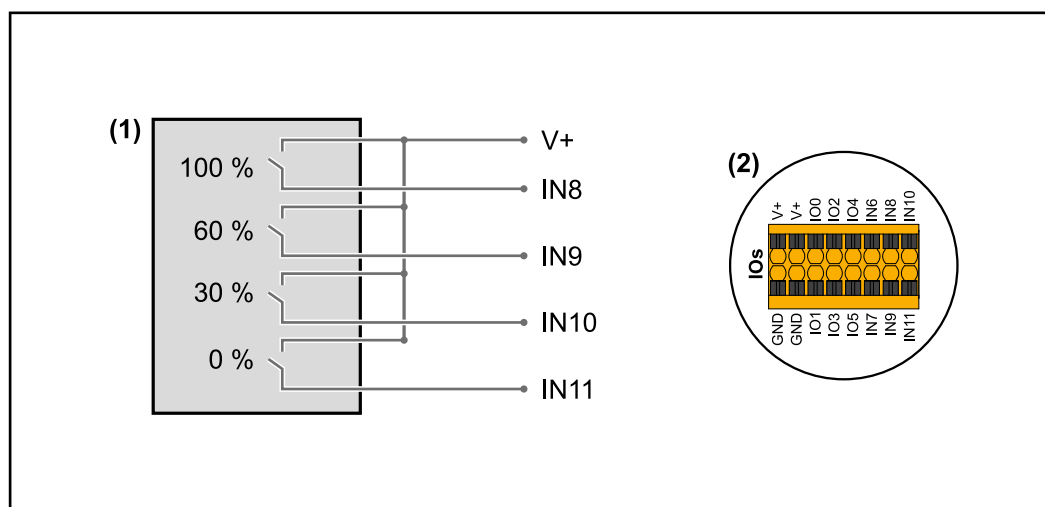 (1)
100 %
60 %
30 %
0 %
V+
IN8
IN9
IN10
IN11
(2)
V+ V+ IO0 IO2 IO4 IN6 IN8 IN10
IOs
GND GND IO1 IO3 IO5 IN7 IN9 IN11